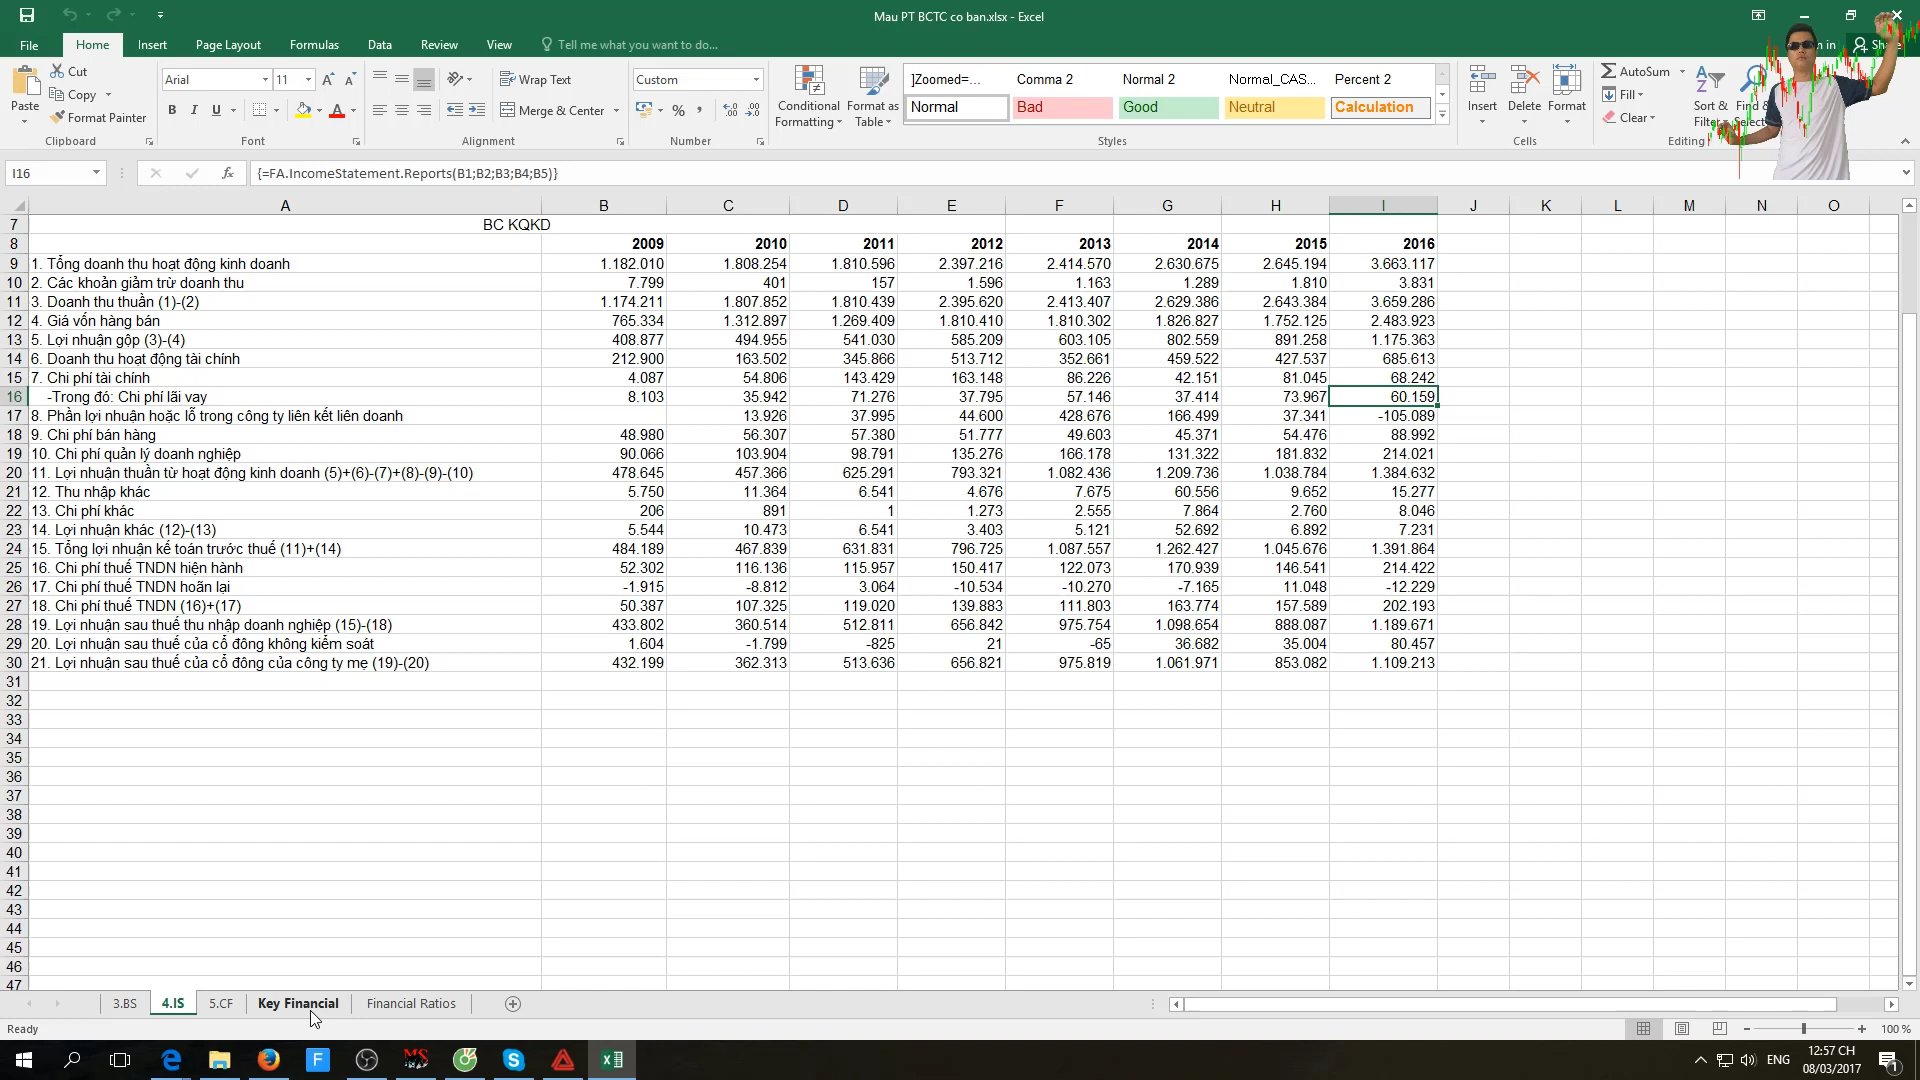 Mau PT BCTC co ban.xlsx - Excel
File Home Insert Page Layout Formulas Data Review View Tell me what you want to do...
Paste Cut Copy Format Painter Clipboard
Arial 11 B I U Font
Wrap Text Merge & Center Alignment
Custom % Number
Conditional Formatting Format as Table
]Zoomed=... Comma 2 Normal 2 Normal_CAS... Percent 2
Normal Bad Good Neutral Calculation
Styles
Insert Delete Format Cells
AutoSum Fill Clear Sort & Filter Find & Select Editing
I16 fx {=FA.IncomeStatement.Reports(B1;B2;B3;B4;B5)}
A B C D E F G H I J K L M N O
7 BC KQKD
8 2009 2010 2011 2012 2013 2014 2015 2016
9 1. Tổng doanh thu hoạt động kinh doanh 1.182.010 1.808.254 1.810.596 2.397.216 2.414.570 2.630.675 2.645.194 3.663.117
10 2. Các khoản giảm trừ doanh thu 7.799 401 157 1.596 1.163 1.289 1.810 3.831
11 3. Doanh thu thuần (1)-(2) 1.174.211 1.807.852 1.810.439 2.395.620 2.413.407 2.629.386 2.643.384 3.659.286
12 4. Giá vốn hàng bán 765.334 1.312.897 1.269.409 1.810.410 1.810.302 1.826.827 1.752.125 2.483.923
13 5. Lợi nhuận gộp (3)-(4) 408.877 494.955 541.030 585.209 603.105 802.559 891.258 1.175.363
14 6. Doanh thu hoạt động tài chính 212.900 163.502 345.866 513.712 352.661 459.522 427.537 685.613
15 7. Chi phí tài chính 4.087 54.806 143.429 163.148 86.226 42.151 81.045 68.242
16 -Trong đó: Chi phí lãi vay 8.103 35.942 71.276 37.795 57.146 37.414 73.967 60.159
17 8. Phần lợi nhuận hoặc lỗ trong công ty liên kết liên doanh 13.926 37.995 44.600 428.676 166.499 37.341 -105.089
18 9. Chi phí bán hàng 48.980 56.307 57.380 51.777 49.603 45.371 54.476 88.992
19 10. Chi phí quản lý doanh nghiệp 90.066 103.904 98.791 135.276 166.178 131.322 181.832 214.021
20 11. Lợi nhuận thuần từ hoạt động kinh doanh (5)+(6)-(7)+(8)-(9)-(10) 478.645 457.366 625.291 793.321 1.082.436 1.209.736 1.038.784 1.384.632
21 12. Thu nhập khác 5.750 11.364 6.541 4.676 7.675 60.556 9.652 15.277
22 13. Chi phí khác 206 891 1 1.273 2.555 7.864 2.760 8.046
23 14. Lợi nhuận khác (12)-(13) 5.544 10.473 6.541 3.403 5.121 52.692 6.892 7.231
24 15. Tổng lợi nhuận kế toán trước thuế (11)+(14) 484.189 467.839 631.831 796.725 1.087.557 1.262.427 1.045.676 1.391.864
25 16. Chi phí thuế TNDN hiện hành 52.302 116.136 115.957 150.417 122.073 170.939 146.541 214.422
26 17. Chi phí thuế TNDN hoãn lại -1.915 -8.812 3.064 -10.534 -10.270 -7.165 11.048 -12.229
27 18. Chi phí thuế TNDN (16)+(17) 50.387 107.325 119.020 139.883 111.803 163.774 157.589 202.193
28 19. Lợi nhuận sau thuế thu nhập doanh nghiệp (15)-(18) 433.802 360.514 512.811 656.842 975.754 1.098.654 888.087 1.189.671
29 20. Lợi nhuận sau thuế của cổ đông không kiểm soát 1.604 -1.799 -825 21 -65 36.682 35.004 80.457
30 21. Lợi nhuận sau thuế của cổ đông của công ty mẹ (19)-(20) 432.199 362.313 513.636 656.821 975.819 1.061.971 853.082 1.109.213
31
32
33
34
35
36
37
38
39
40
41
42
43
44
45
46
47
3.BS 4.IS 5.CF Key Financial Financial Ratios
Ready 100 %
ENG 12:57 CH
08/03/2017